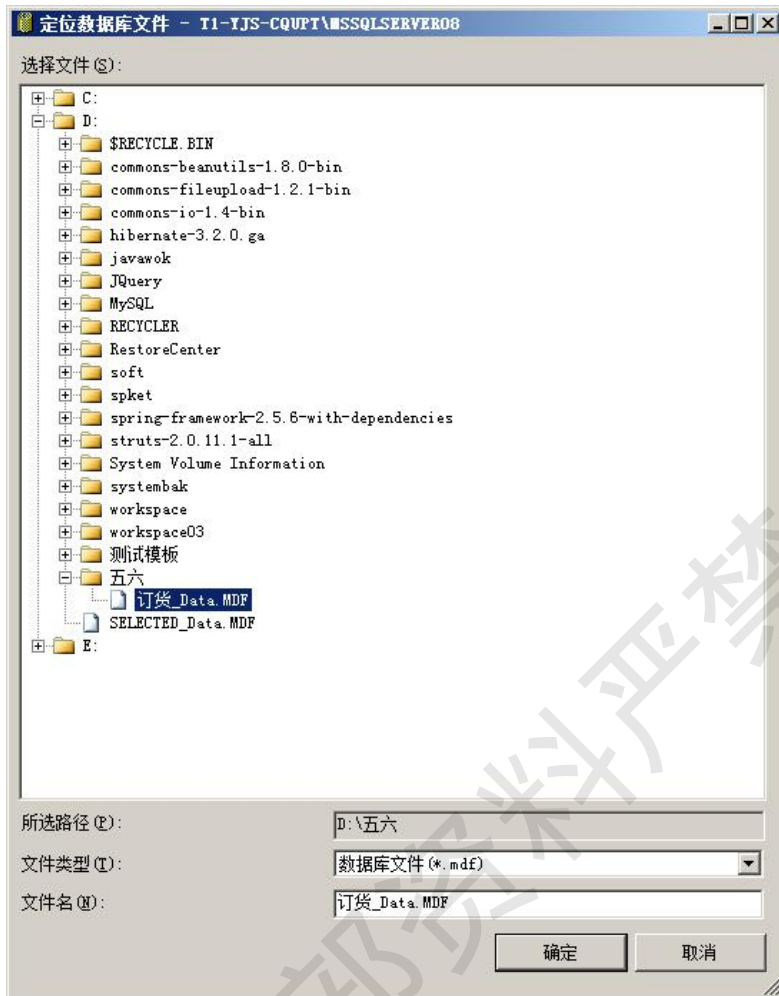 定位数据库文件 - T1-YJS-CQUPT\MSSQLSERVER08
选择文件(S):
C:
D:
$RECYCLE.BIN
commons-beanutils-1.8.0-bin
commons-fileupload-1.2.1-bin
commons-io-1.4-bin
hibernate-3.2.0.ga
javawok
JQuery
MySQL
RECYCLER
RestoreCenter
soft
spket
spring-framework-2.5.6-with-dependencies
struts-2.0.11.1-all
System Volume Information
systembak
workspace
workspace03
测试模板
五六
订货_Data.MDF
SELECTED_Data.MDF
E:
所选路径(P): D:\五六
文件类型(T): 数据库文件(*.mdf)
文件名(N): 订货_Data.MDF
确定 取消
部资料严禁